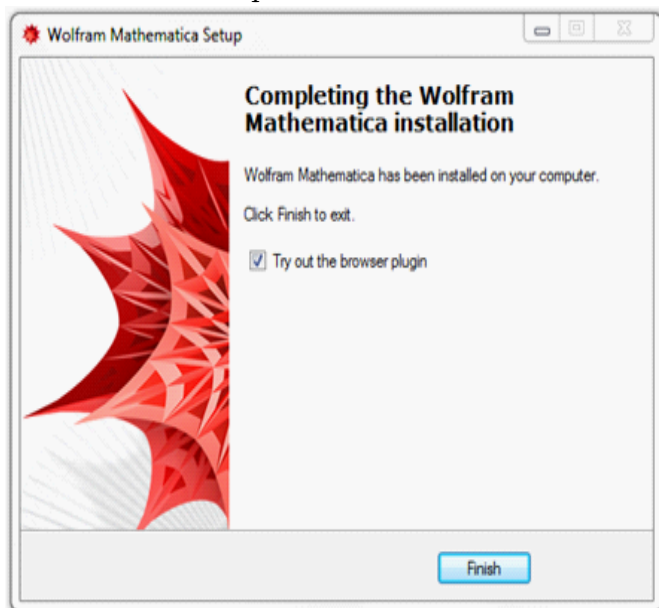 Wolfram Mathematica Setup
Completing the Wolfram
Mathematica installation
Wolfram Mathematica has been installed on your computer.
Click Finish to exit.
Try out the browser plugin
Finish